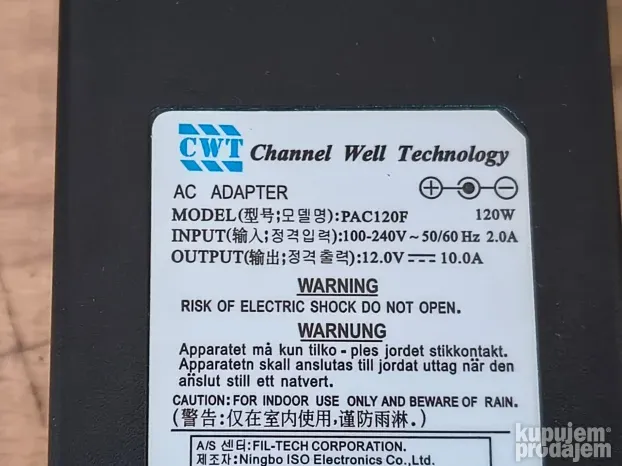 CWT Channel Well Technology
AC ADAPTER
MODEL(型号;모델명):PAC120F 120W
INPUT(输入;정격입력):100-240V~50/60 Hz 2.0A
OUTPUT(输出;정격출력):12.0V⎓ 10.0A
WARNING
RISK OF ELECTRIC SHOCK DO NOT OPEN.
WARNUNG
Apparatet må kun tilko - ples jordet stikkontakt.
Apparatetn skall anslutas till jordat uttag när den
anslut still ett natvert.
CAUTION:FOR INDOOR USE ONLY AND BEWARE OF RAIN.
(警告:仅在室内使用,谨防雨淋.)
A/S 센터:FIL-TECH CORPORATION.
제조자:Ningbo ISO Electronics Co.,Ltd.
kupujem
prodajem